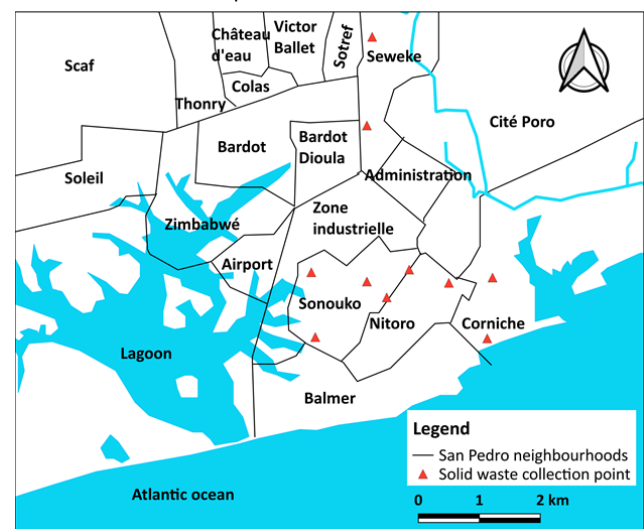 Château
d'eau
Victor
Ballet
Sotref
Seweke
Scaf
Colas
Thonry
Cité Poro
Bardot
Bardot
Dioula
Soleil
Administration
Zimbabwé
Zone
industrielle
Airport
Sonouko
Nitoro
Corniche
Lagoon
Balmer
Legend
San Pedro neighbourhoods
Solid waste collection point
0 1 2 km
Atlantic ocean